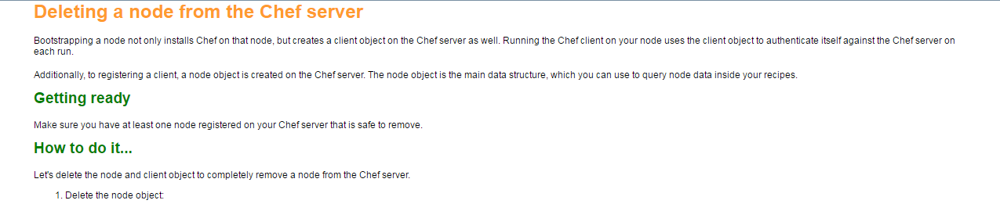 Deleting a node from the Chef server
Bootstrapping a node not only installs Chef on that node, but creates a client object on the Chef server as well. Running the Chef client on your node uses the client object to authenticate itself against the Chef server on
each run.
Additionally, to registering a client, a node object is created on the Chef server. The node object is the main data structure, which you can use to query node data inside your recipes.
Getting ready
Make sure you have at least one node registered on your Chef server that is safe to remove.
How to do it...
Let's delete the node and client object to completely remove a node from the Chef server.
1. Delete the node object: